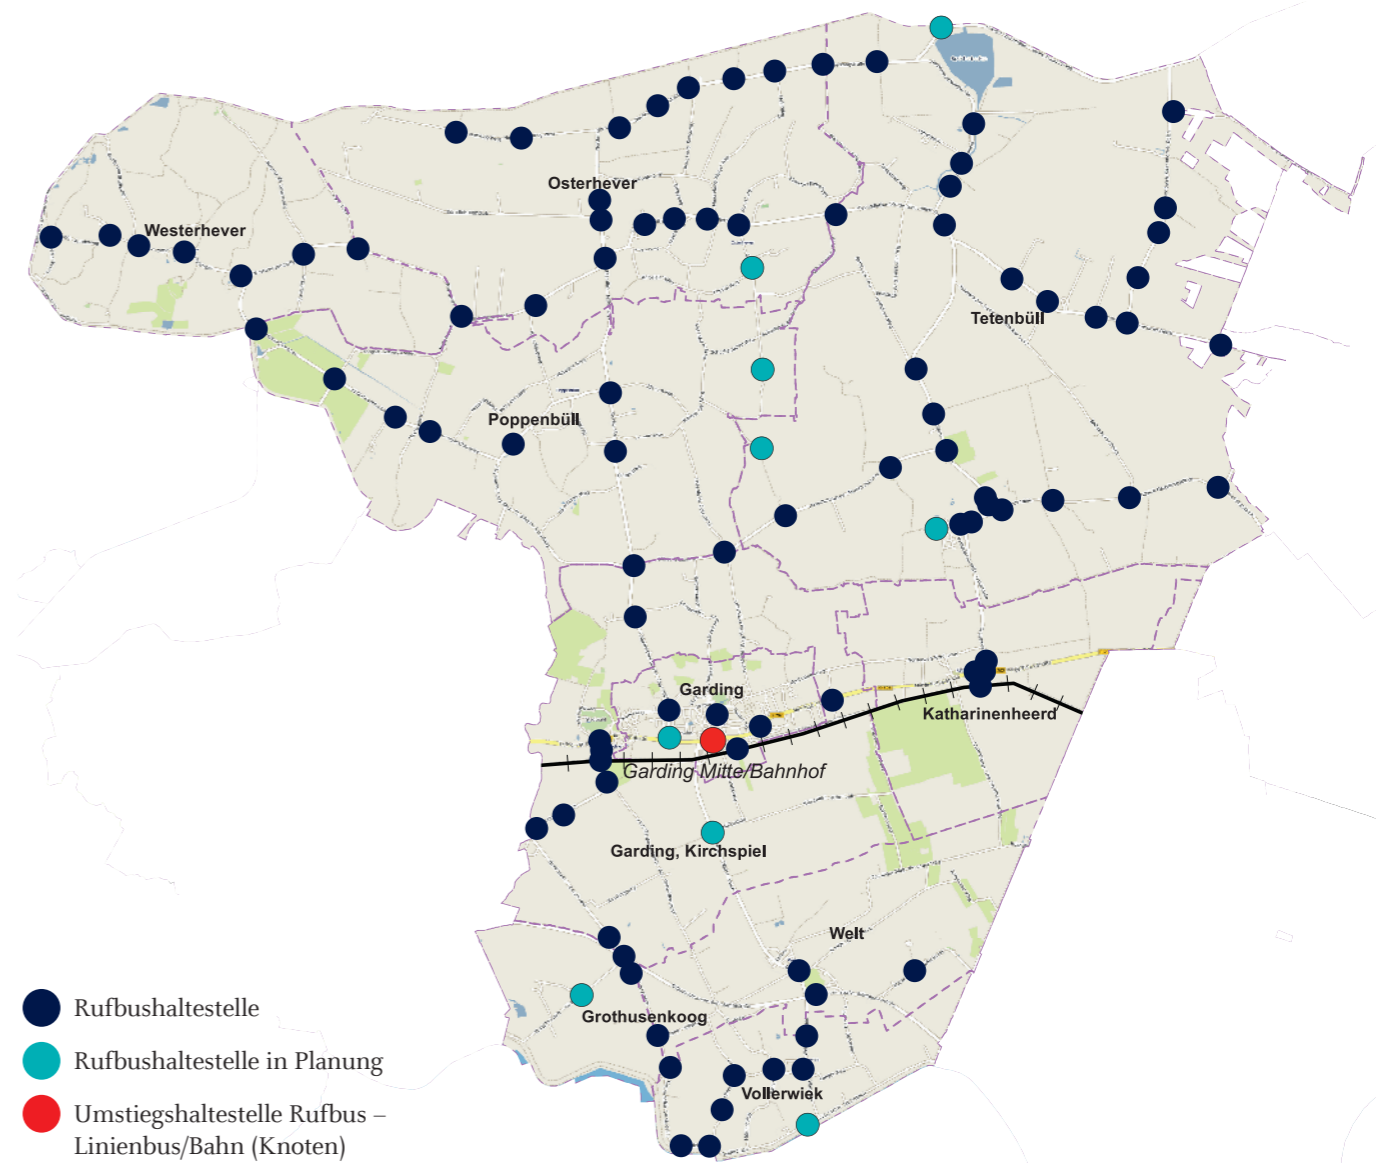 Osterhever
Westerhever
Tetenbüll
Poppenbüll
Garding
Katharinenheerd
Garding Mitte/Bahnhof
Garding, Kirchspiel
Welt
Grothusenkoog
Vollerwiek
Rufbushaltestelle
Rufbushaltestelle in Planung
Umstiegshaltestelle Rufbus –
Linienbus/Bahn (Knoten)